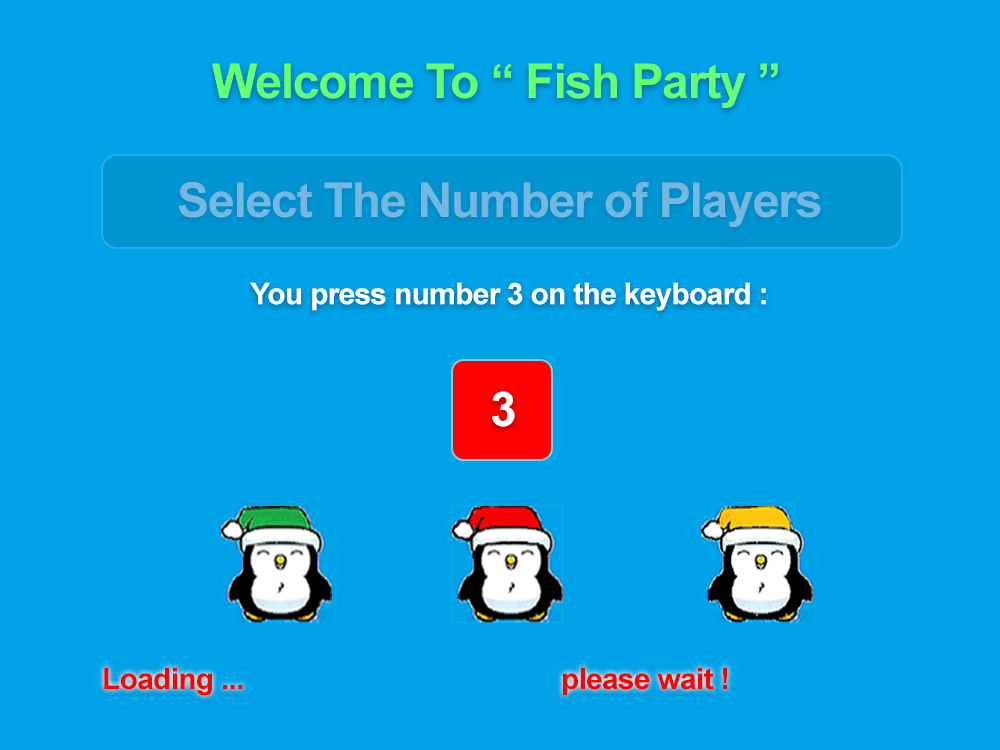 Welcome To “ Fish Party ”
Select The Number of Players
You press number 3 on the keyboard :
3
Loading ... please wait !